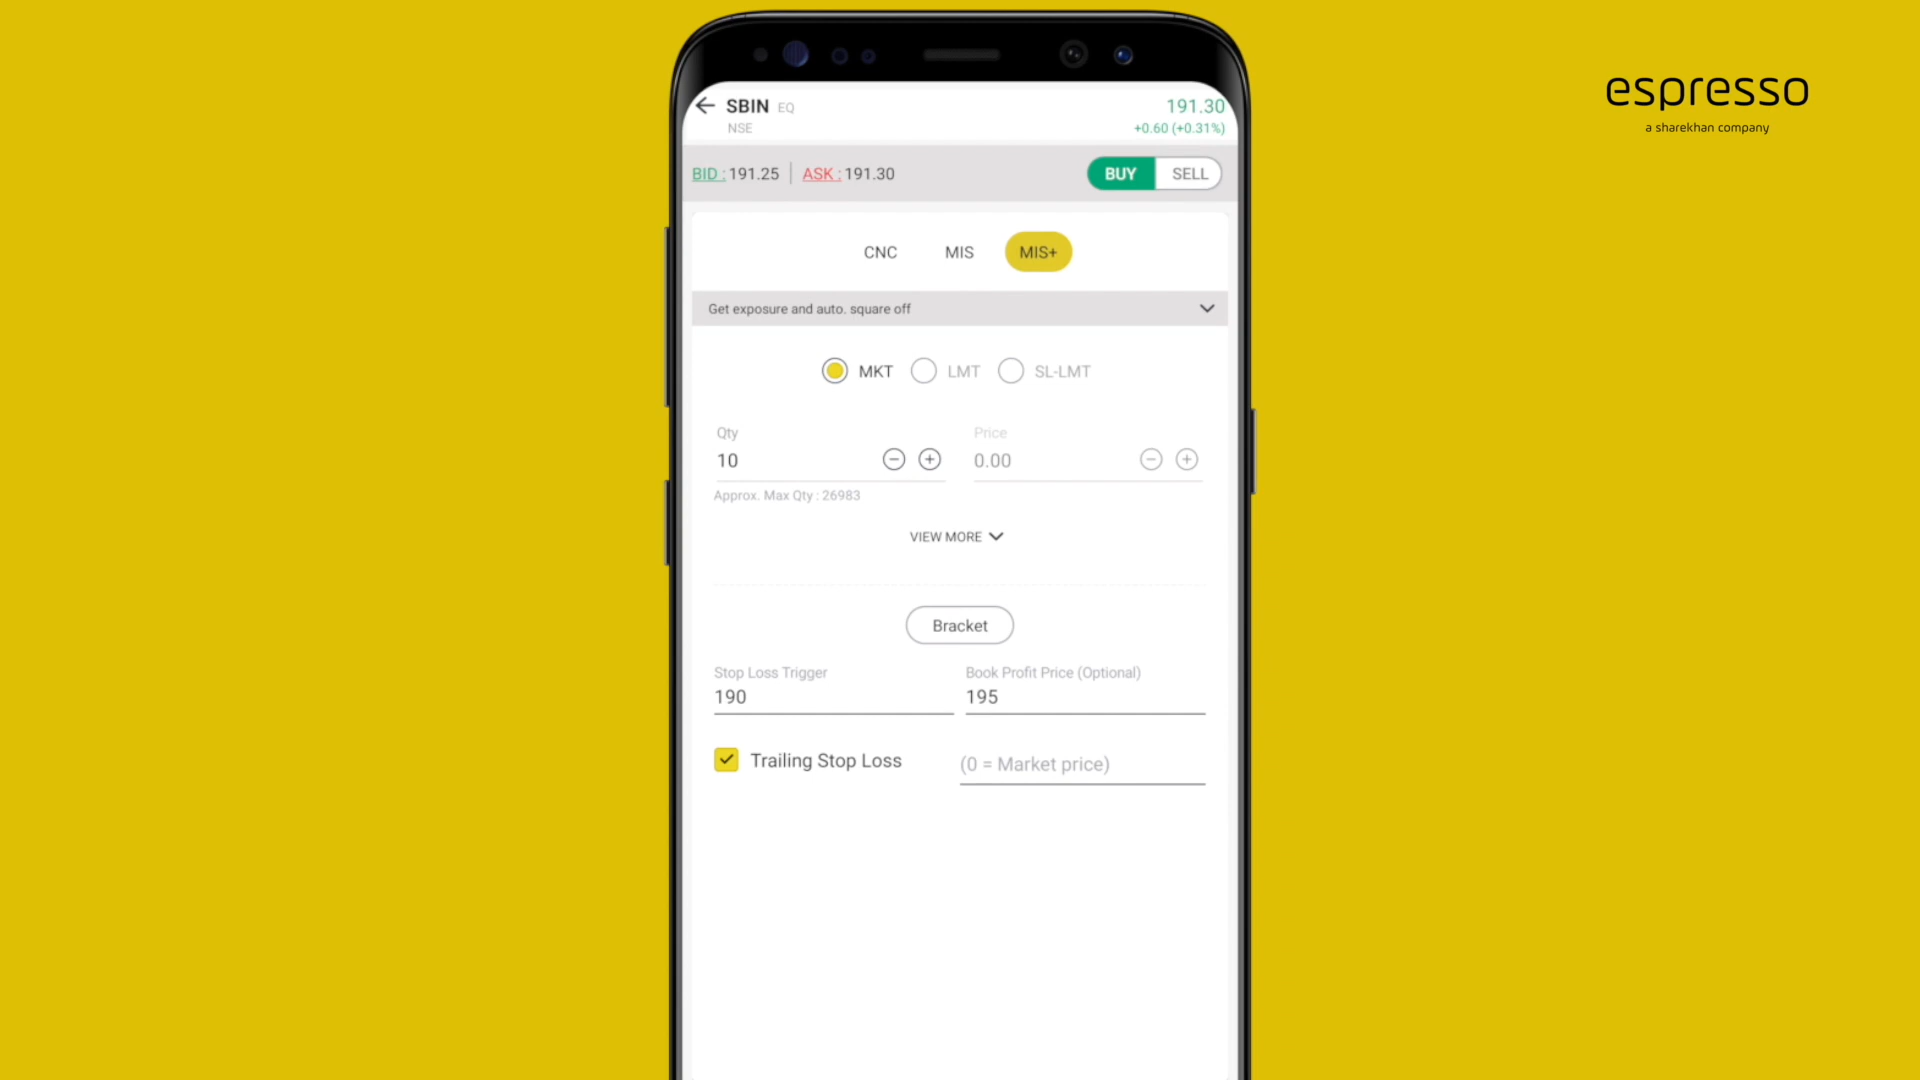 espresso
a sharekhan company
SBIN EQ 191.30
NSE +0.60 (+0.31%)
BID : 191.25 ASK : 191.30 BUY SELL
CNC MIS MIS+
Get exposure and auto. square off
MKT LMT SL-LMT
Qty Price
10 0.00
Approx. Max Qty : 26983
VIEW MORE
Bracket
Stop Loss Trigger Book Profit Price (Optional)
190 195
Trailing Stop Loss (0 = Market price)